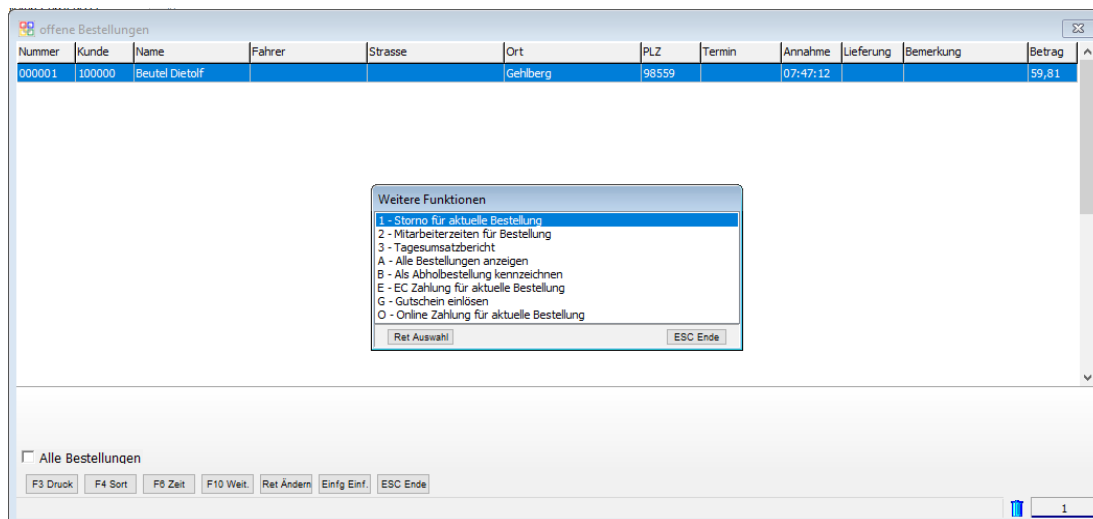 offene Bestellungen
Nummer Kunde Name Fahrer Strasse Ort PLZ Termin Annahme Lieferung Bemerkung Betrag
000001 100000 Beutel Dietolf Gehlberg 98559 07:47:12 59,81
Weitere Funktionen
1 - Storno für aktuelle Bestellung
2 - Mitarbeiterzeiten für Bestellung
3 - Tagesumsatzbericht
A - Alle Bestellungen anzeigen
B - Als Abholbestellung kennzeichnen
E - EC Zahlung für aktuelle Bestellung
G - Gutschein einlösen
O - Online Zahlung für aktuelle Bestellung
Ret Auswahl ESC Ende
Alle Bestellungen
F3 Druck F4 Sort F6 Zeit F10 Weit. Ret Ändern Einfg Einf. ESC Ende
1